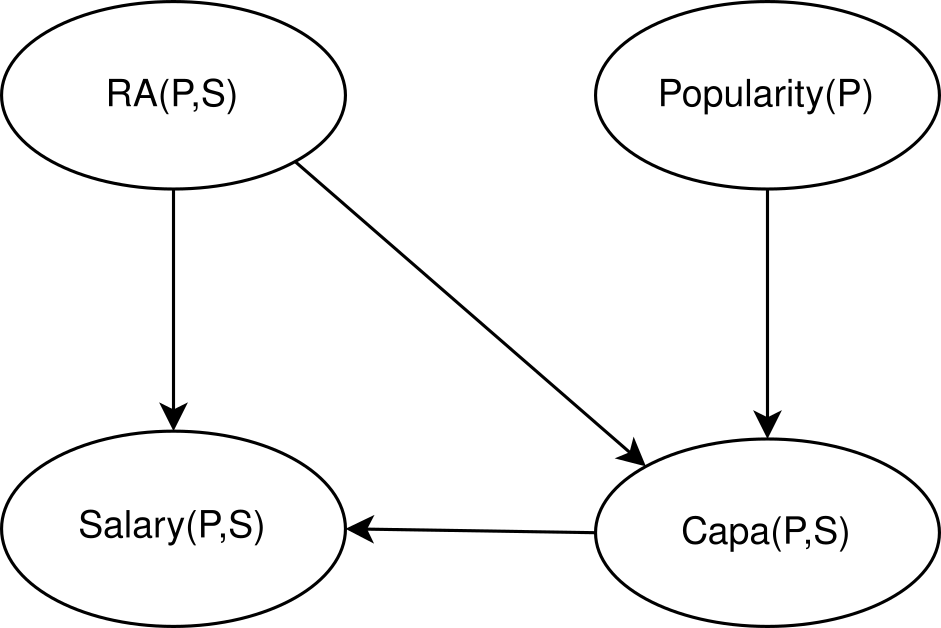 RA(P,S)
Popularity(P)
Salary(P,S)
Capa(P,S)